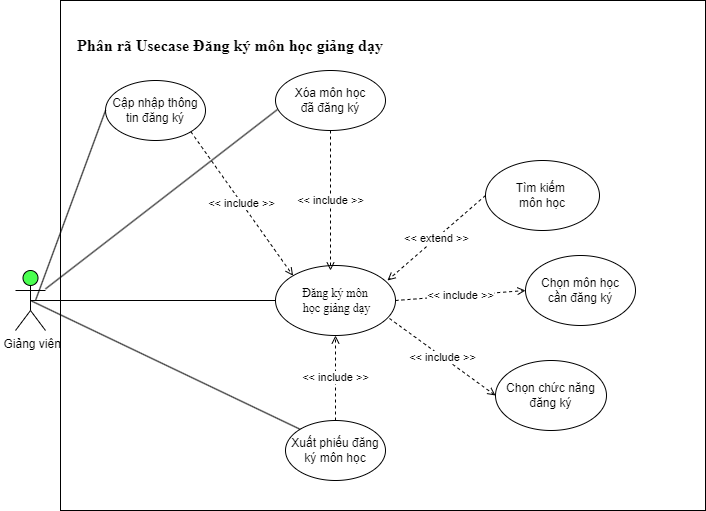 Phân rã Usecase Đăng ký môn học giảng dạy
Cập nhập thông
tin đăng ký
Xóa môn học
đã đăng ký
Tìm kiếm
môn học
<< include >>
<< include >>
<< extend >>
Chọn môn học
cần đăng ký
Đăng ký môn
học giảng dạy
<< include >>
Giảng viên
<< include >>
<< include >>
Chọn chức năng
đăng ký
Xuất phiếu đăng
ký môn học